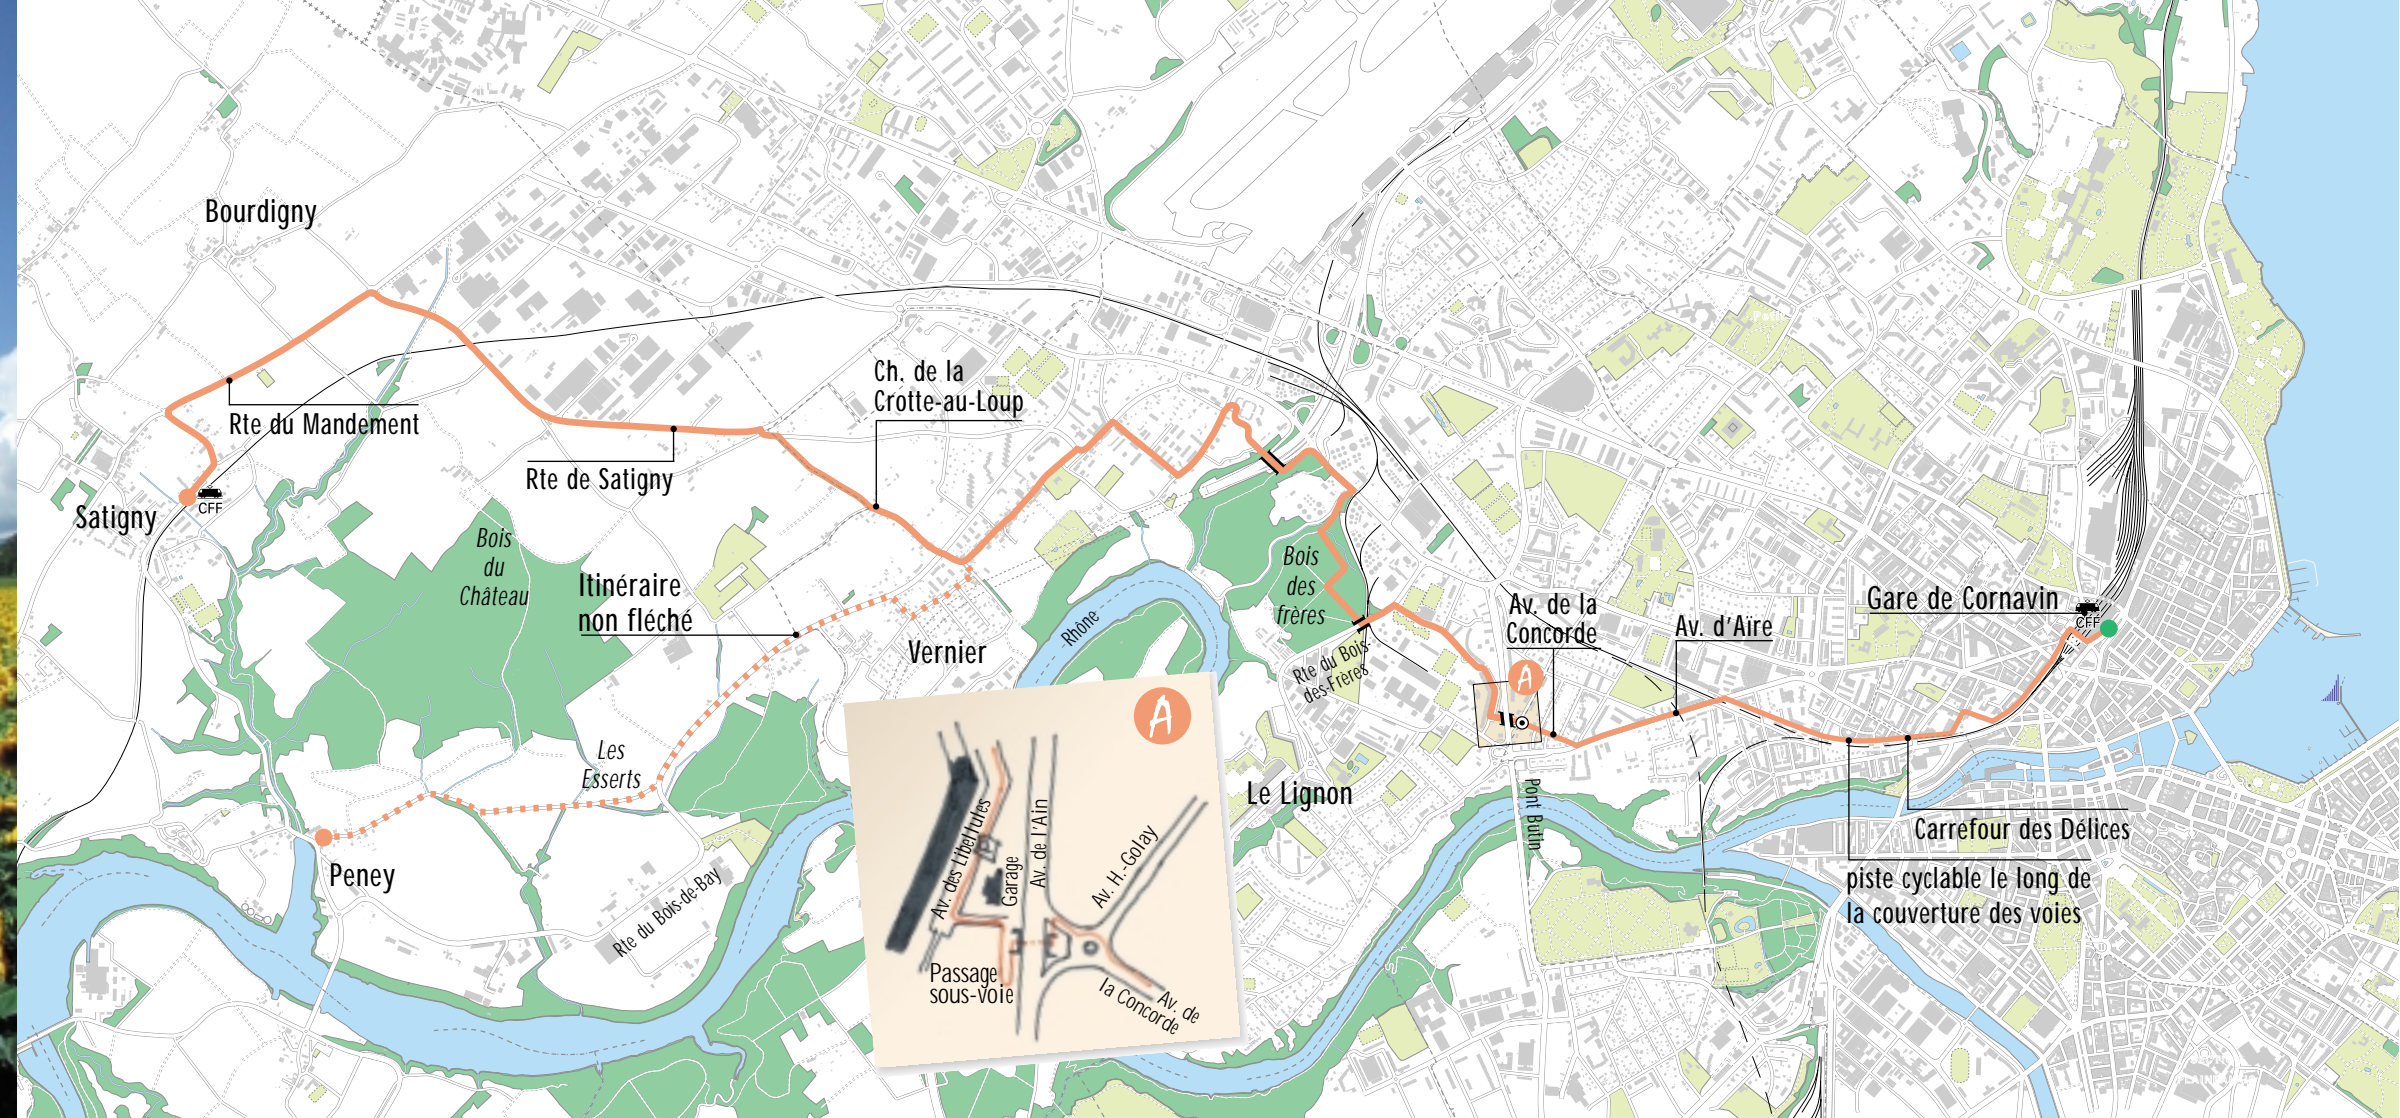 Bourdigny
Rte du Mandement
Satigny
CFF
Rte de Satigny
Ch. de la
Crotte-au-Loup
Bois
du
Château
Itinéraire
non fléché
Vernier
Rhône
Les
Esserts
Peney
Rte du Bois-de-Bay
Bois
des
frères
Rte du Bois-
des-Frères
Le Lignon
A
Av. de la
Concorde
Av. d'Aïre
Gare de Cornavin
CFF
Pont Butin
Carrefour des Délices
piste cyclable le long de
la couverture des voies
A
Av. des Libellules
Garage
Av. de l'Ain
Av. H.-Golay
Passage
sous-voie
Av. de
la Concorde